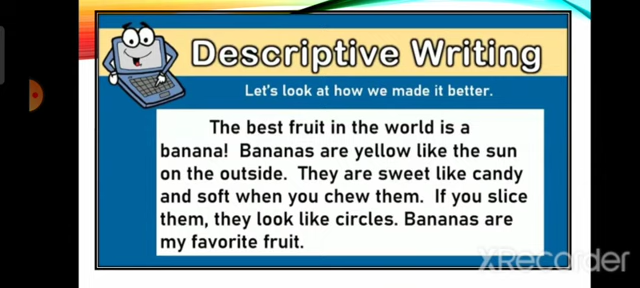 Descriptive Writing
Let's look at how we made it better.
The best fruit in the world is a
banana! Bananas are yellow like the sun
on the outside. They are sweet like candy
and soft when you chew them. If you slice
them, they look like circles. Bananas are
my favorite fruit.
XRecorder